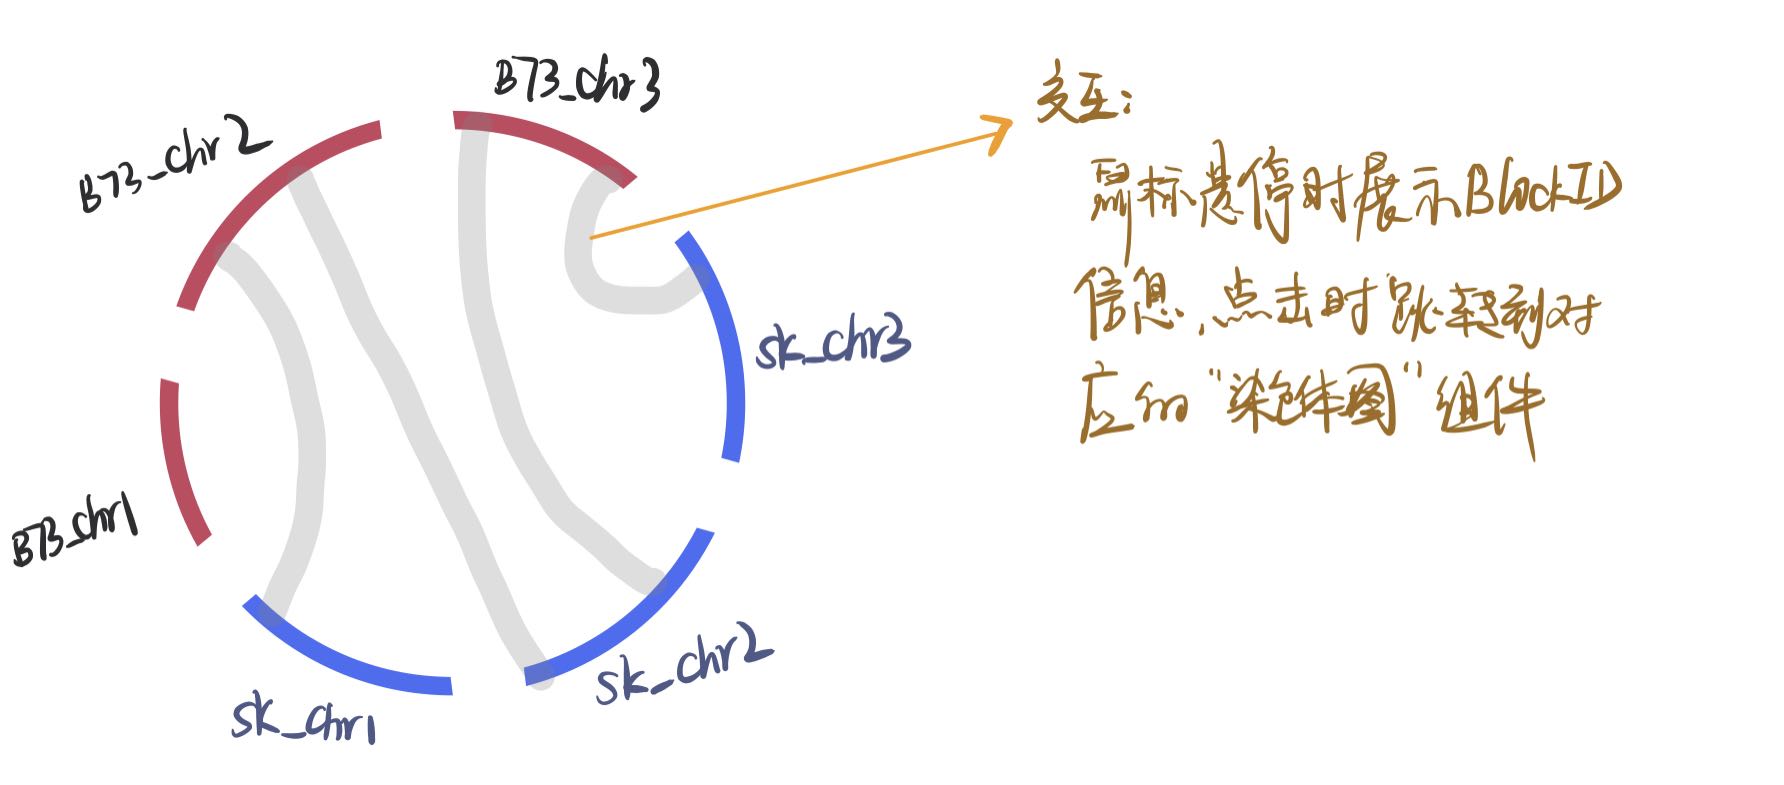 B73_chr3
B73_chr2
B73_chr1
SK_chr3
SK_chr2
SK_chr1
交互:
鼠标悬停时展示BlockID
信息,点击时跳转到对
应的"染色体图"组件